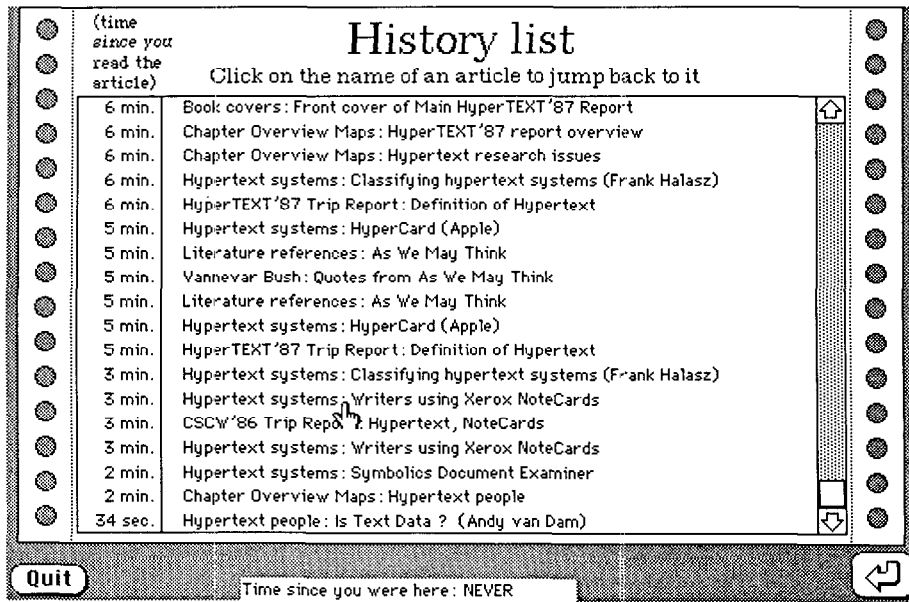 (time
since you
read the
article)
History list
Click on the name of an article to jump back to it
6 min. Book covers: Front cover of Main HyperTEXT'87 Report
6 min. Chapter Overview Maps: HyperTEXT'87 report overview
6 min. Chapter Overview Maps: Hypertext research issues
6 min. Hypertext systems: Classifying hypertext systems (Frank Halasz)
6 min. HyperTEXT'87 Trip Report: Definition of Hypertext
5 min. Hypertext systems: HyperCard (Apple)
5 min. Literature references: As We May Think
5 min. Vannevar Bush: Quotes from As We May Think
5 min. Literature references: As We May Think
5 min. Hypertext systems: HyperCard (Apple)
5 min. HyperTEXT'87 Trip Report: Definition of Hypertext
3 min. Hypertext systems: Classifying hypertext systems (Frank Halasz)
3 min. Hypertext systems: Writers using Xerox NoteCards
3 min. CSCW'86 Trip Repo : Hypertext, NoteCards
3 min. Hypertext systems: Writers using Xerox NoteCards
2 min. Hypertext systems: Symbolics Document Examiner
2 min. Chapter Overview Maps: Hypertext people
34 sec. Hypertext people: Is Text Data ? (Andy van Dam)
Quit
Time since you were here: NEVER